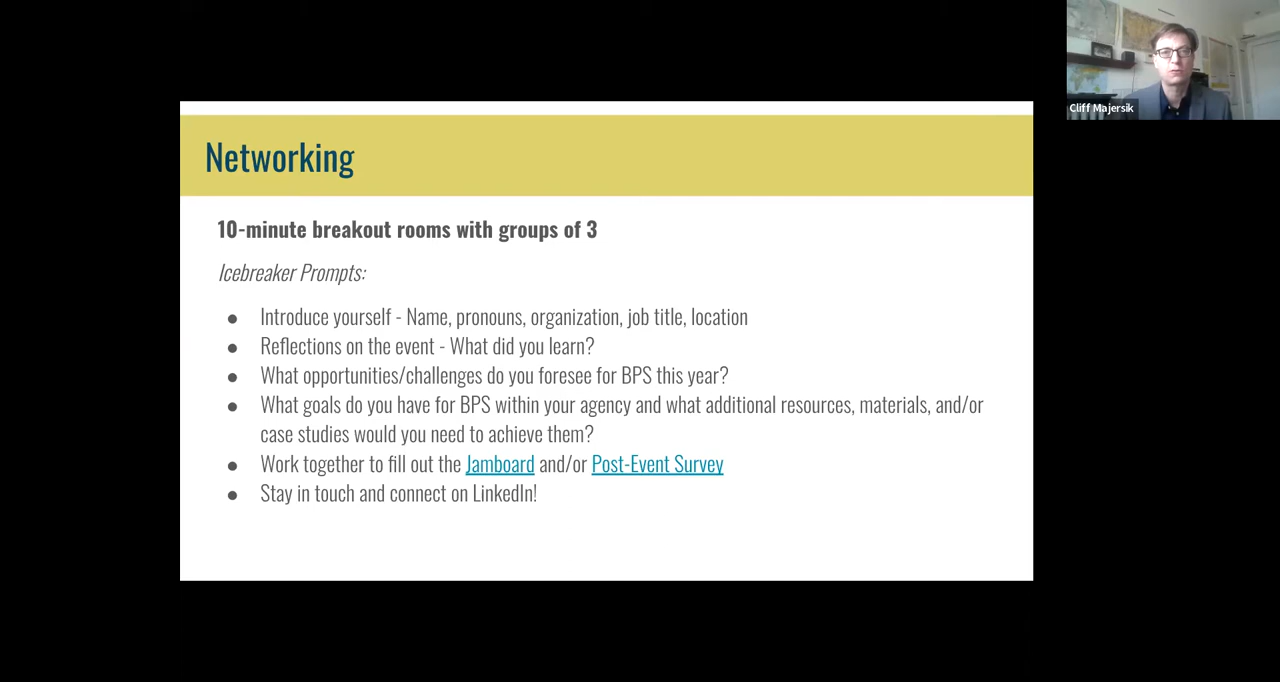 Networking
10-minute breakout rooms with groups of 3
Icebreaker Prompts:
● Introduce yourself - Name, pronouns, organization, job title, location
● Reflections on the event - What did you learn?
● What opportunities/challenges do you foresee for BPS this year?
● What goals do you have for BPS within your agency and what additional resources, materials, and/or
case studies would you need to achieve them?
● Work together to fill out the Jamboard and/or Post-Event Survey
● Stay in touch and connect on LinkedIn!
Cliff Majersik